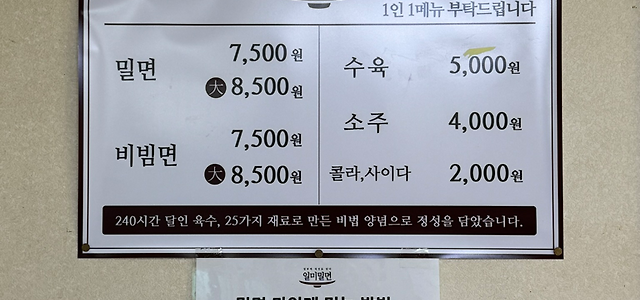 1인 1메뉴 부탁드립니다
밀면 7,500원
大 8,500원
비빔면 7,500원
大 8,500원
수육 5,000원
소주 4,000원
콜라,사이다 2,000원
240시간 달인 육수, 25가지 재료로 만든 비법 양념으로 정성을 담았습니다.
일미밀면